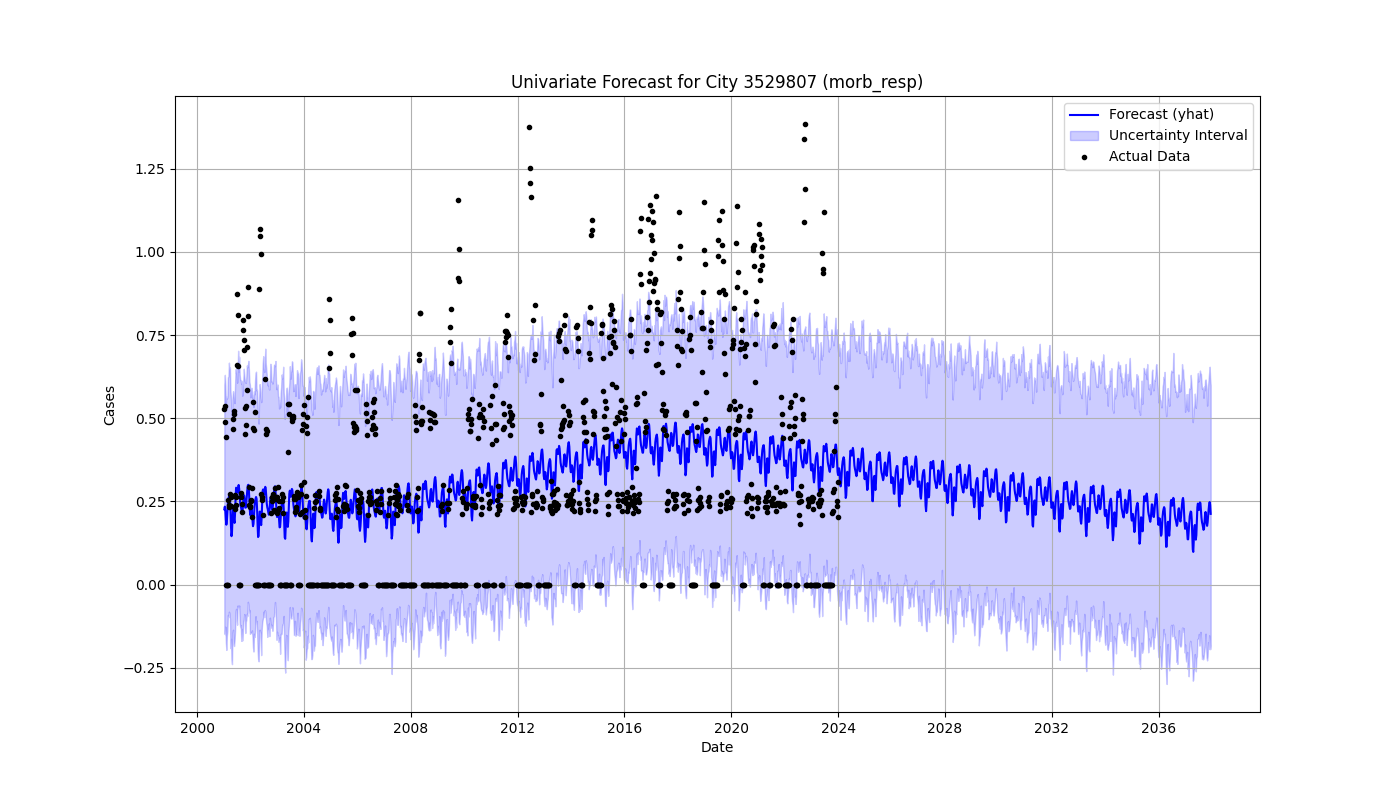 Univariate Forecast for City 3529807 (morb_resp)
Forecast (yhat)
Uncertainty Interval
Actual Data
Cases
1.25
1.00
0.75
0.50
0.25
0.00
−0.25
2000 2004 2008 2012 2016 2020 2024 2028 2032 2036
Date